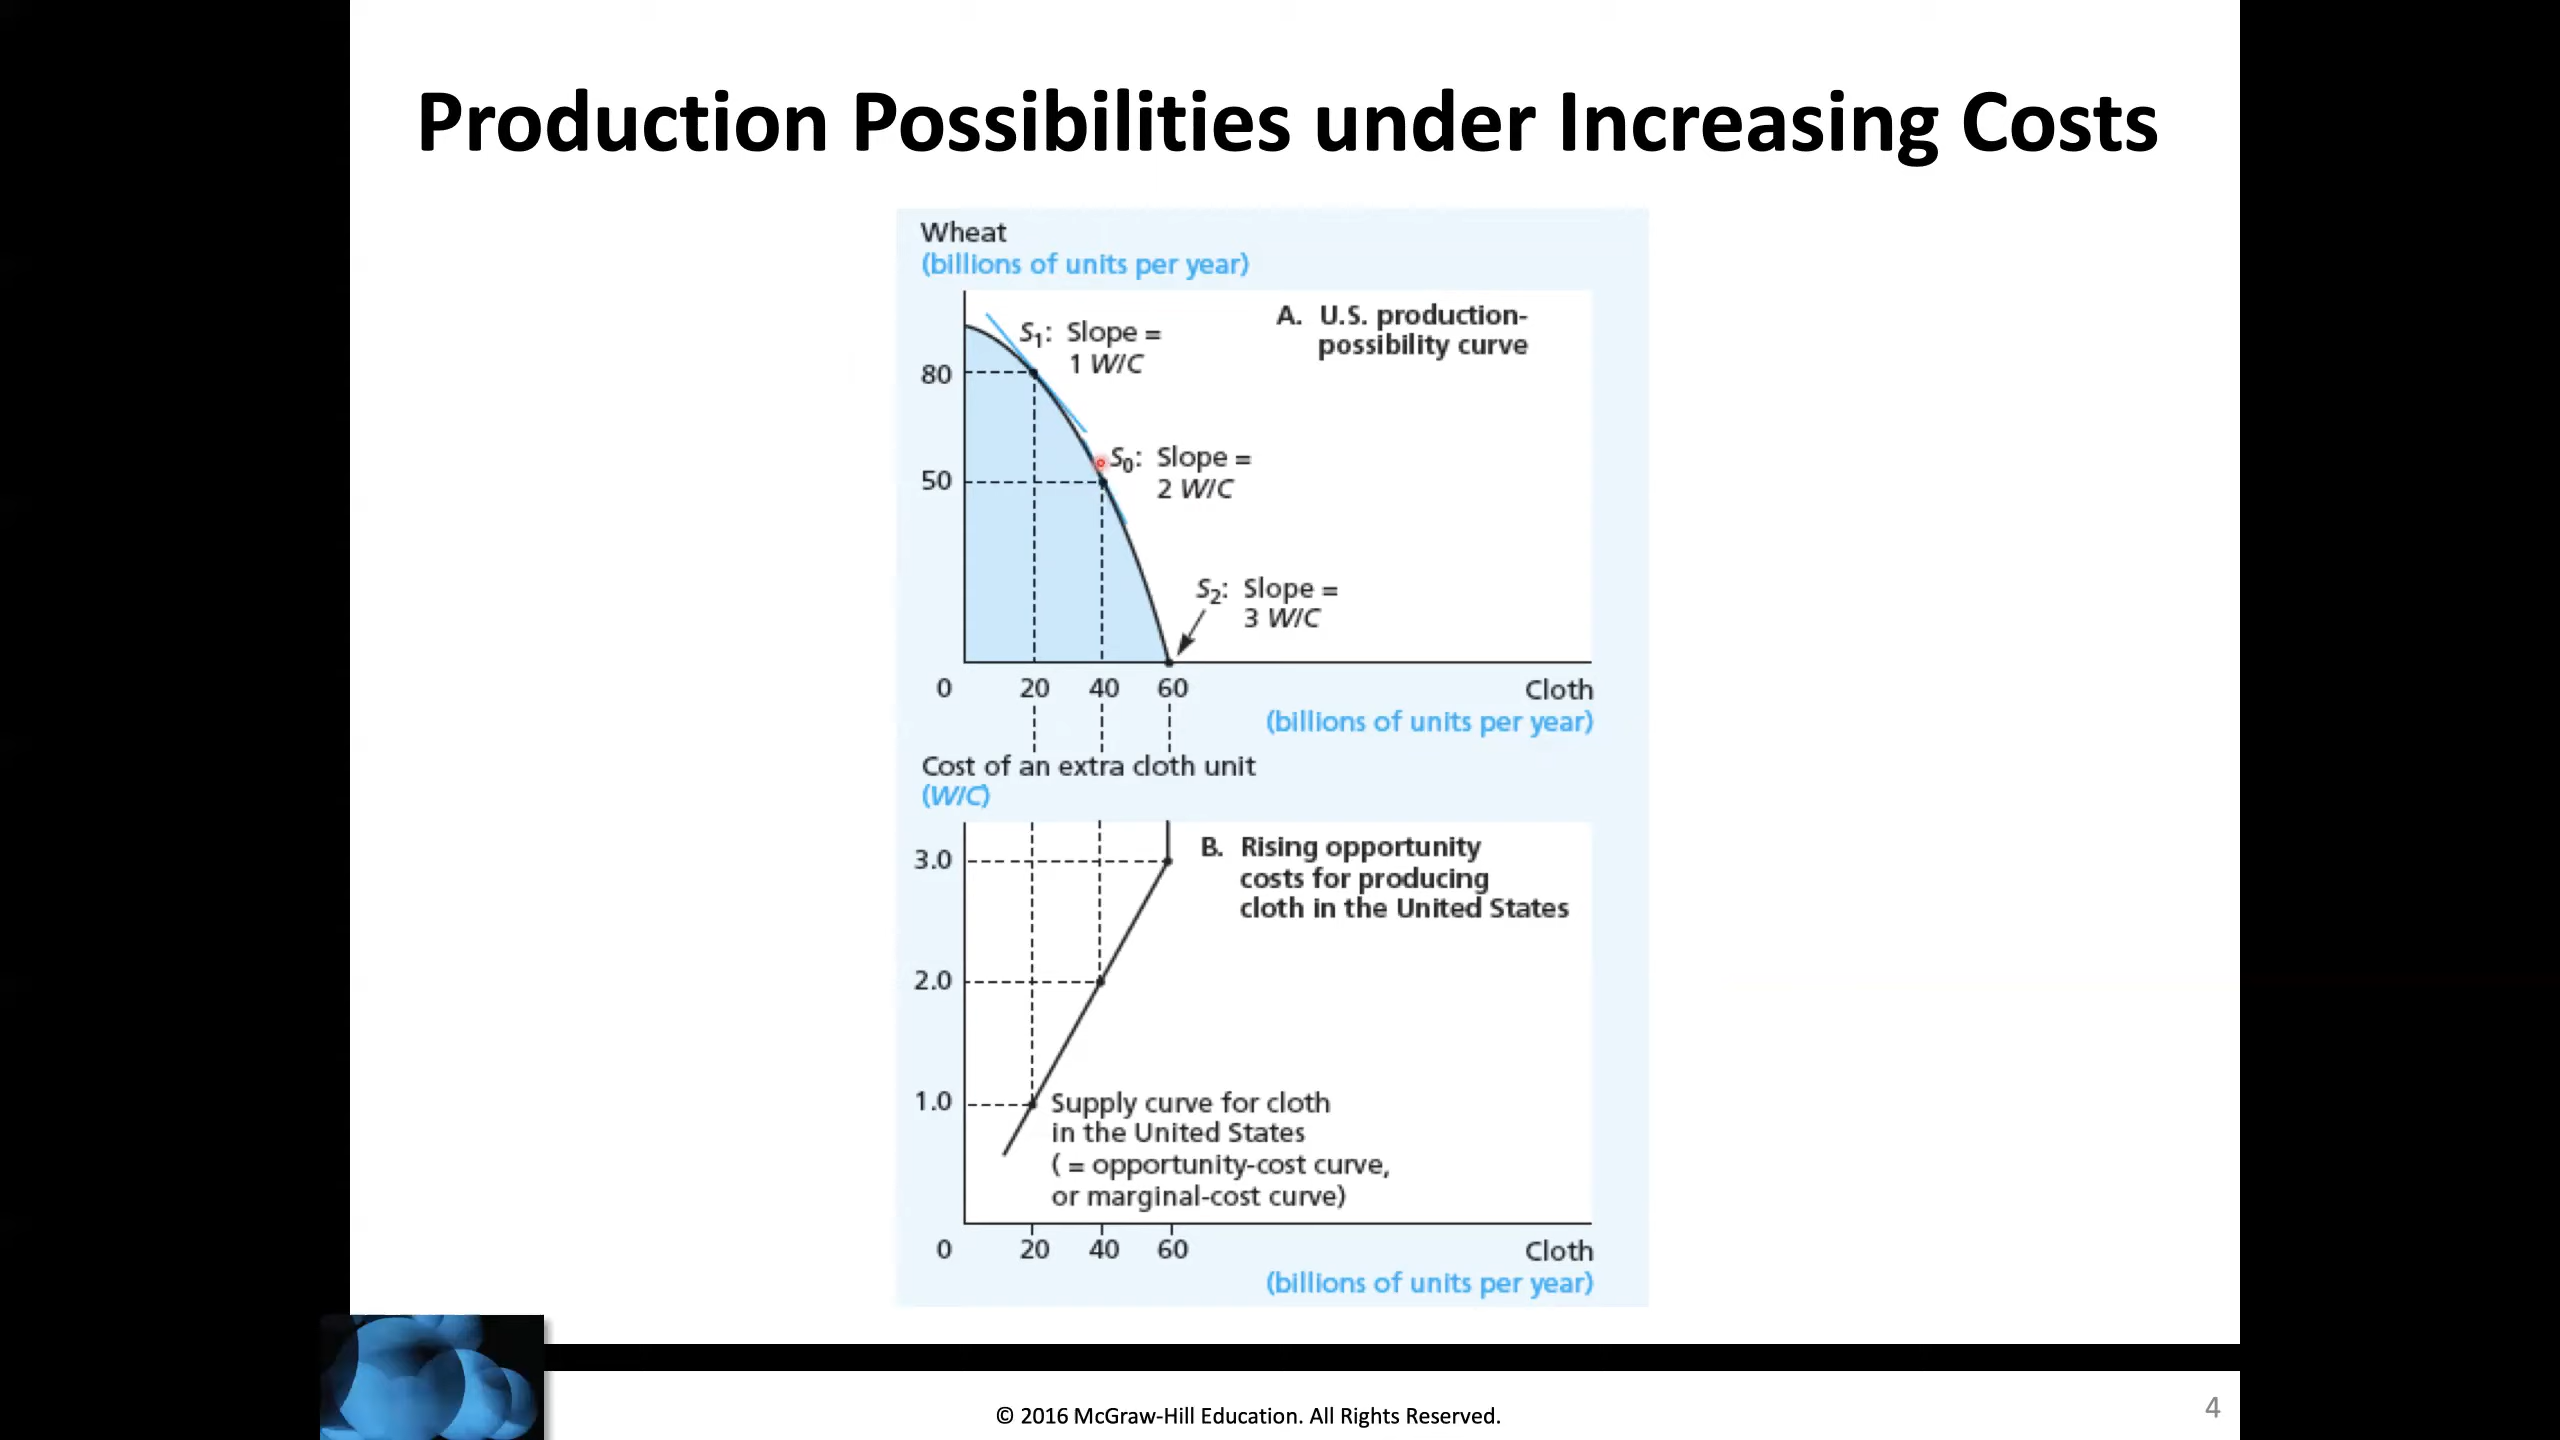 Production Possibilities under Increasing Costs
Wheat
(billions of units per year)
A. U.S. production-
possibility curve
S1: Slope =
1 W/C
80
S0: Slope =
2 W/C
50
S2: Slope =
3 W/C
0 20 40 60 Cloth
(billions of units per year)
Cost of an extra cloth unit
(W/C)
B. Rising opportunity
costs for producing
cloth in the United States
3.0
2.0
1.0
Supply curve for cloth
in the United States
( = opportunity-cost curve,
or marginal-cost curve)
0 20 40 60 Cloth
(billions of units per year)
© 2016 McGraw-Hill Education. All Rights Reserved.
4